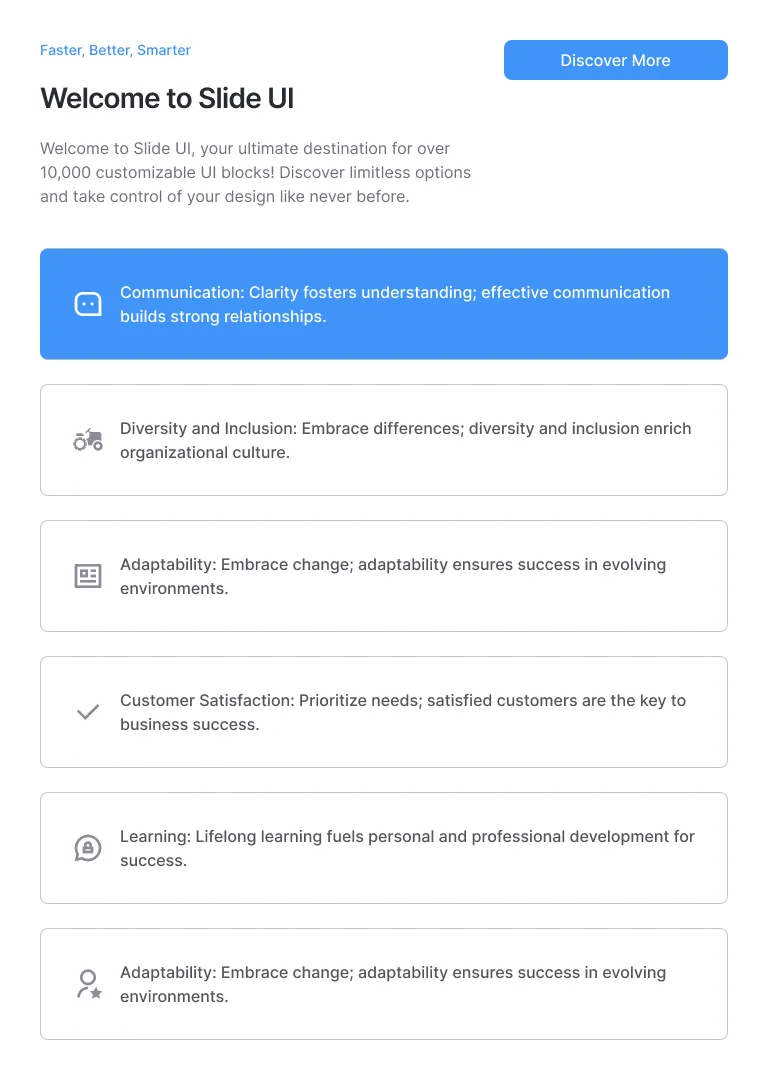 Faster, Better, Smarter
Welcome to Slide UI
Welcome to Slide UI, your ultimate destination for over
10,000 customizable UI blocks! Discover limitless options
and take control of your design like never before.
Discover More
Communication: Clarity fosters understanding; effective communication
builds strong relationships.
Diversity and Inclusion: Embrace differences; diversity and inclusion enrich
organizational culture.
Adaptability: Embrace change; adaptability ensures success in evolving
environments.
Customer Satisfaction: Prioritize needs; satisfied customers are the key to
business success.
Learning: Lifelong learning fuels personal and professional development for
success.
Adaptability: Embrace change; adaptability ensures success in evolving
environments.